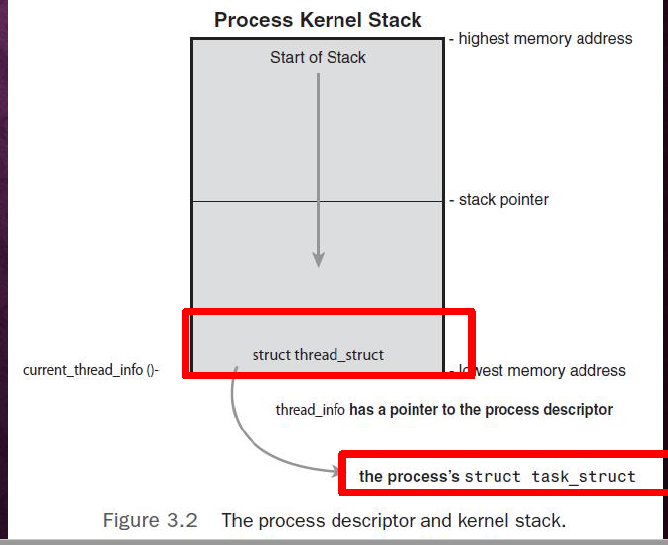 Process Kernel Stack
- highest memory address
Start of Stack
- stack pointer
struct thread_struct
current_thread_info ()-
- lowest memory address
thread_info has a pointer to the process descriptor
the process's struct task_struct
Figure 3.2 The process descriptor and kernel stack.